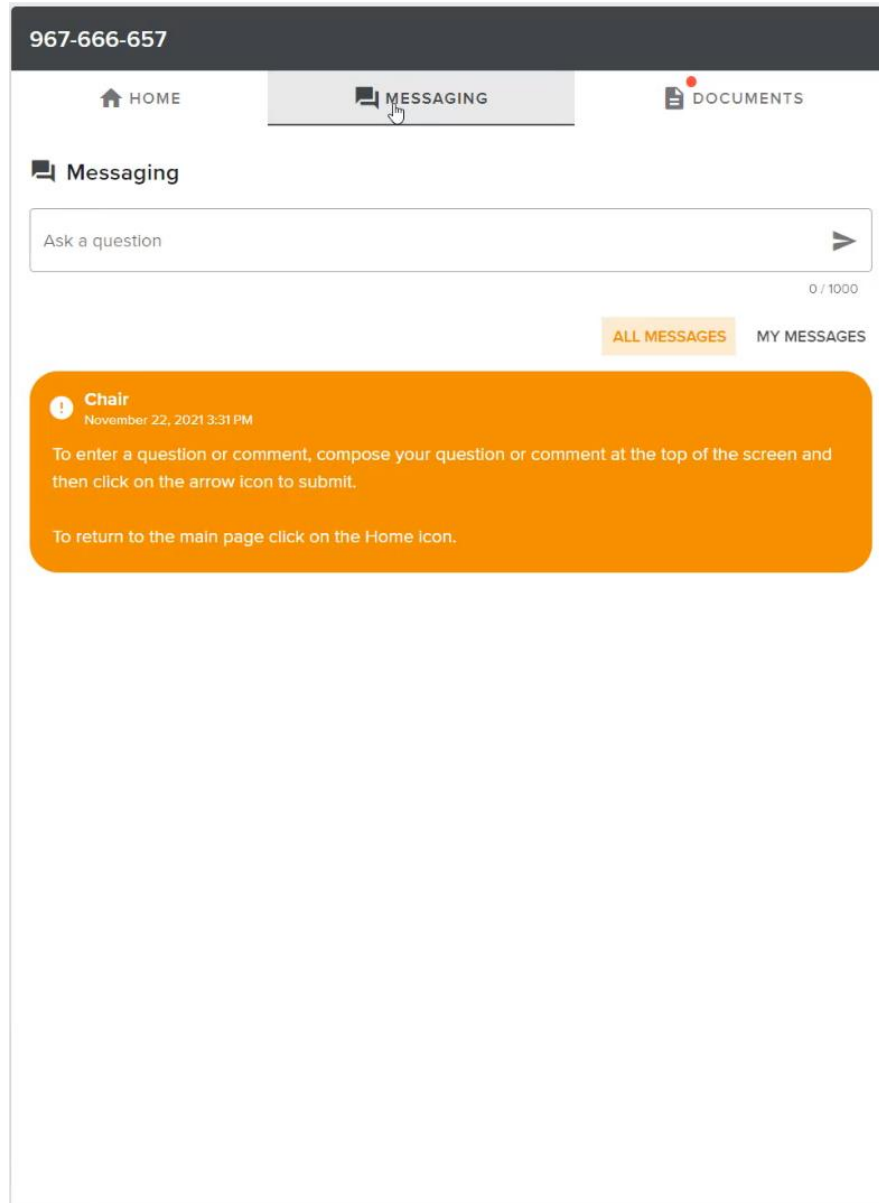 967-666-657
HOME MESSAGING DOCUMENTS
Messaging
Ask a question
0 / 1000
ALL MESSAGES MY MESSAGES
Chair
November 22, 2021 3:31 PM
To enter a question or comment, compose your question or comment at the top of the screen and
then click on the arrow icon to submit.
To return to the main page click on the Home icon.